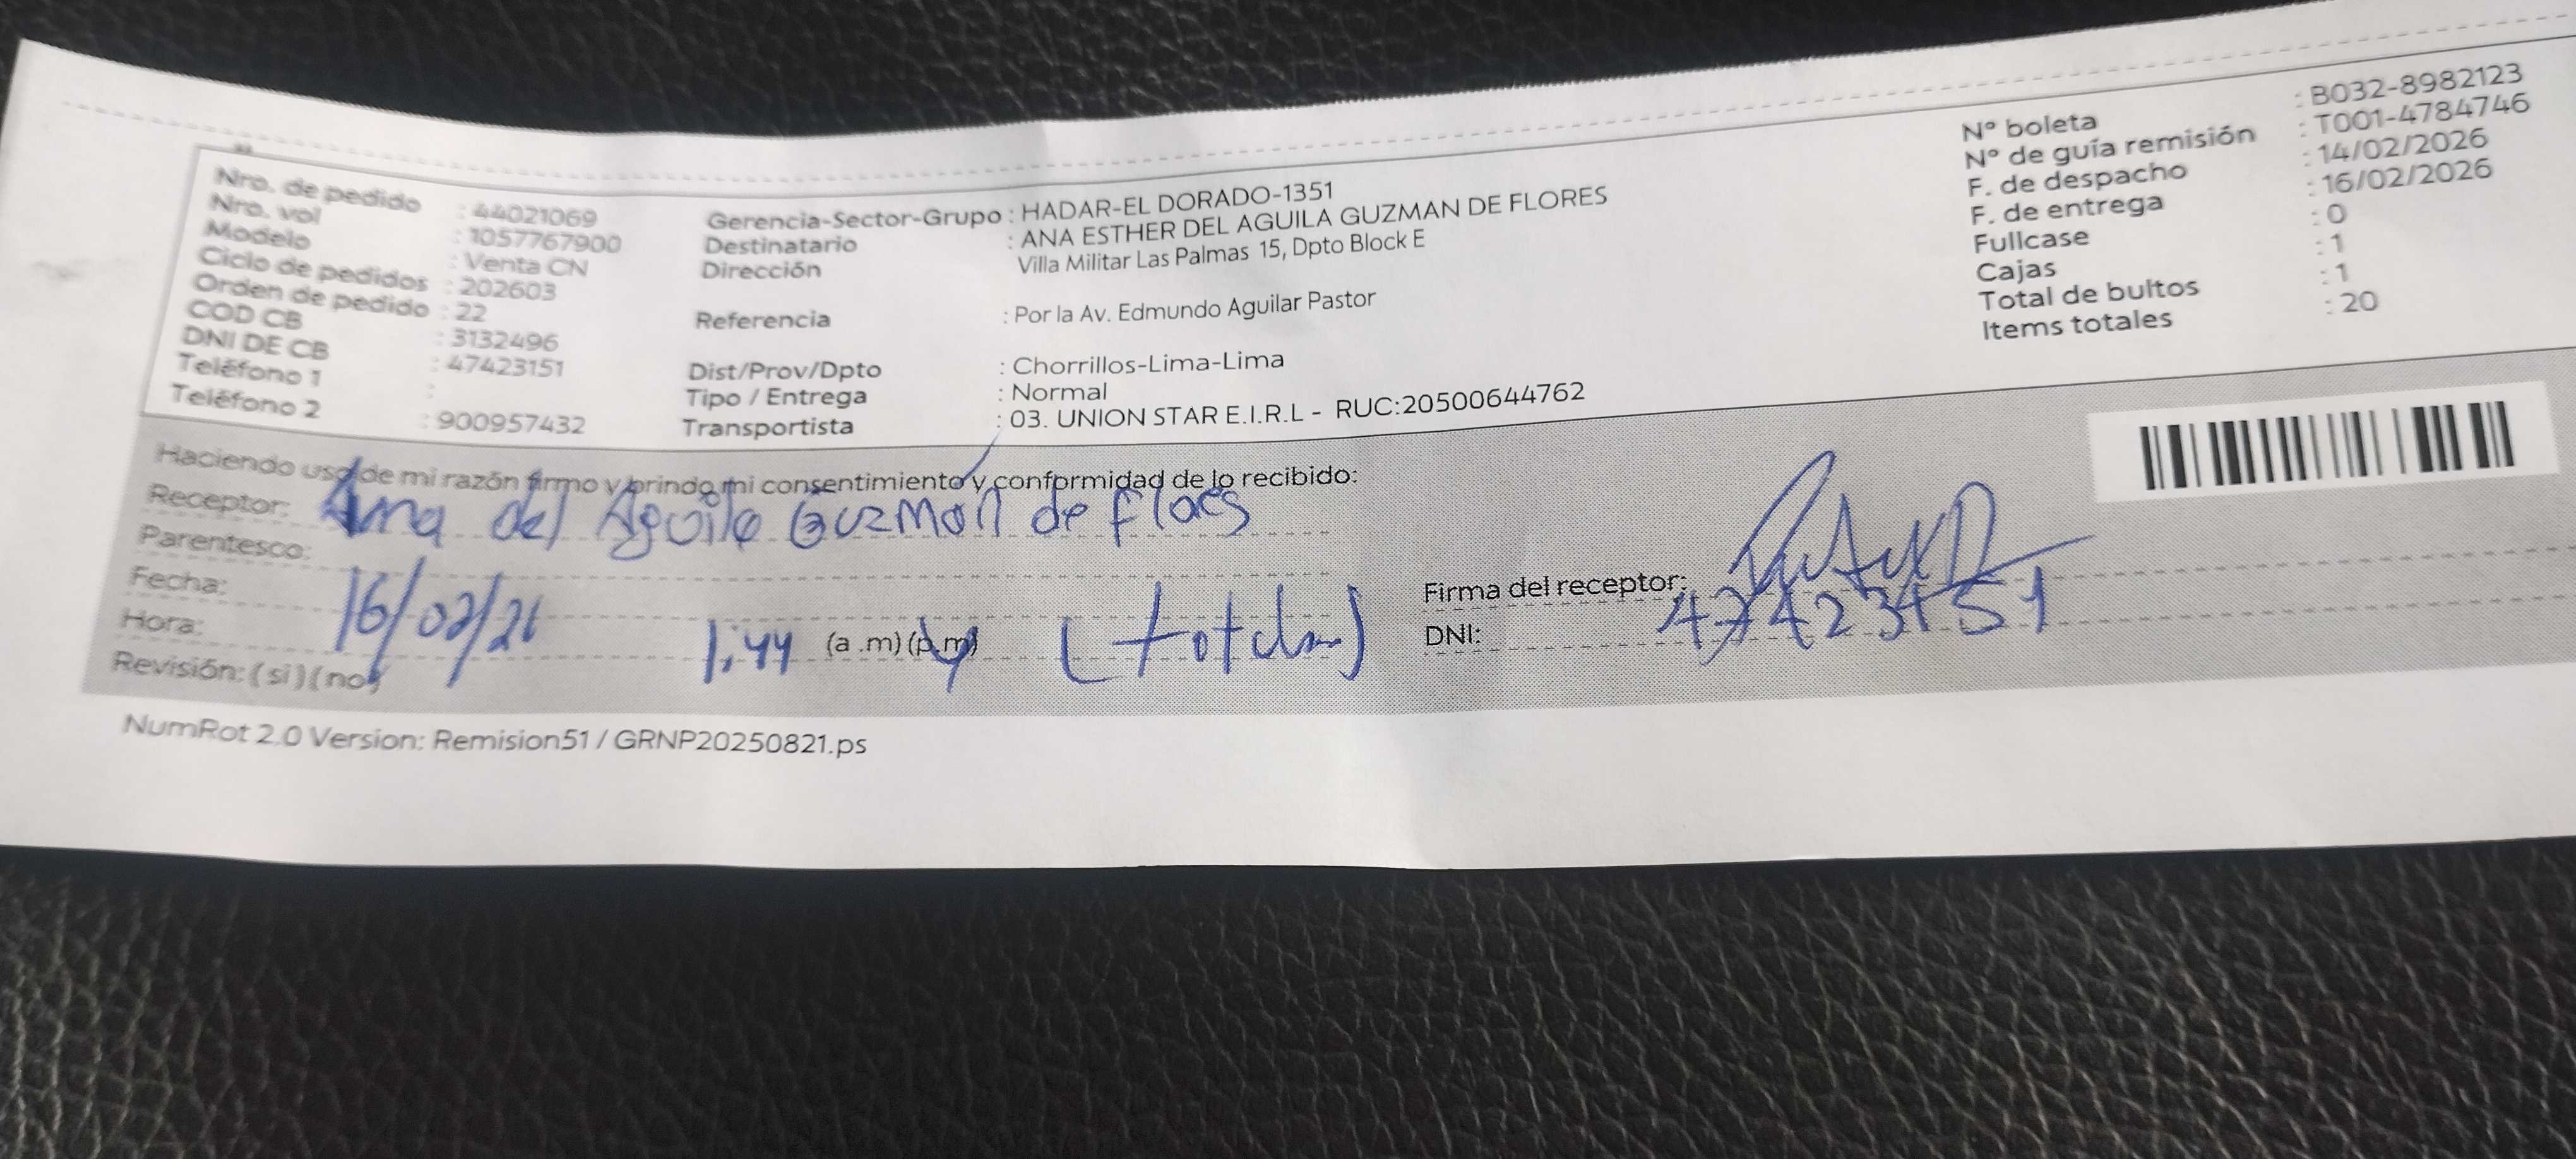 Nro. de pedido : 44021069
Nro. vol : 1057767900
Modelo : Venta CN
Ciclo de pedidos : 202603
Orden de pedido : 22
COD CB : 3132496
DNI DE CB : 47423151
Teléfono 1 :
Teléfono 2 : 900957432
Gerencia-Sector-Grupo : HADAR-EL DORADO-1351
Destinatario : ANA ESTHER DEL AGUILA GUZMAN DE FLORES
Dirección Villa Militar Las Palmas 15, Dpto Block E
Referencia : Por la Av. Edmundo Aguilar Pastor
Dist/Prov/Dpto : Chorrillos-Lima-Lima
Tipo / Entrega : Normal
Transportista : 03. UNION STAR E.I.R.L - RUC:20500644762
N° boleta : B032-8982123
N° de guía remisión : T001-4784746
F. de despacho : 14/02/2026
F. de entrega : 16/02/2026
Fullcase : 0
Cajas : 1
Total de bultos : 1
Items totales : 20
Haciendo uso de mi razón firmo y brindo mi consentimiento y conformidad de lo recibido:
Receptor: Ana del Aguila Guzman de
Parentesco:
Fecha: 16/02/26
Hora: 1:44 (a.m) (p.m)
Revisión: (si) (no)
Firma del receptor:
DNI: 47423151
NumRot 2.0 Version: Remision51 / GRNP20250821.ps